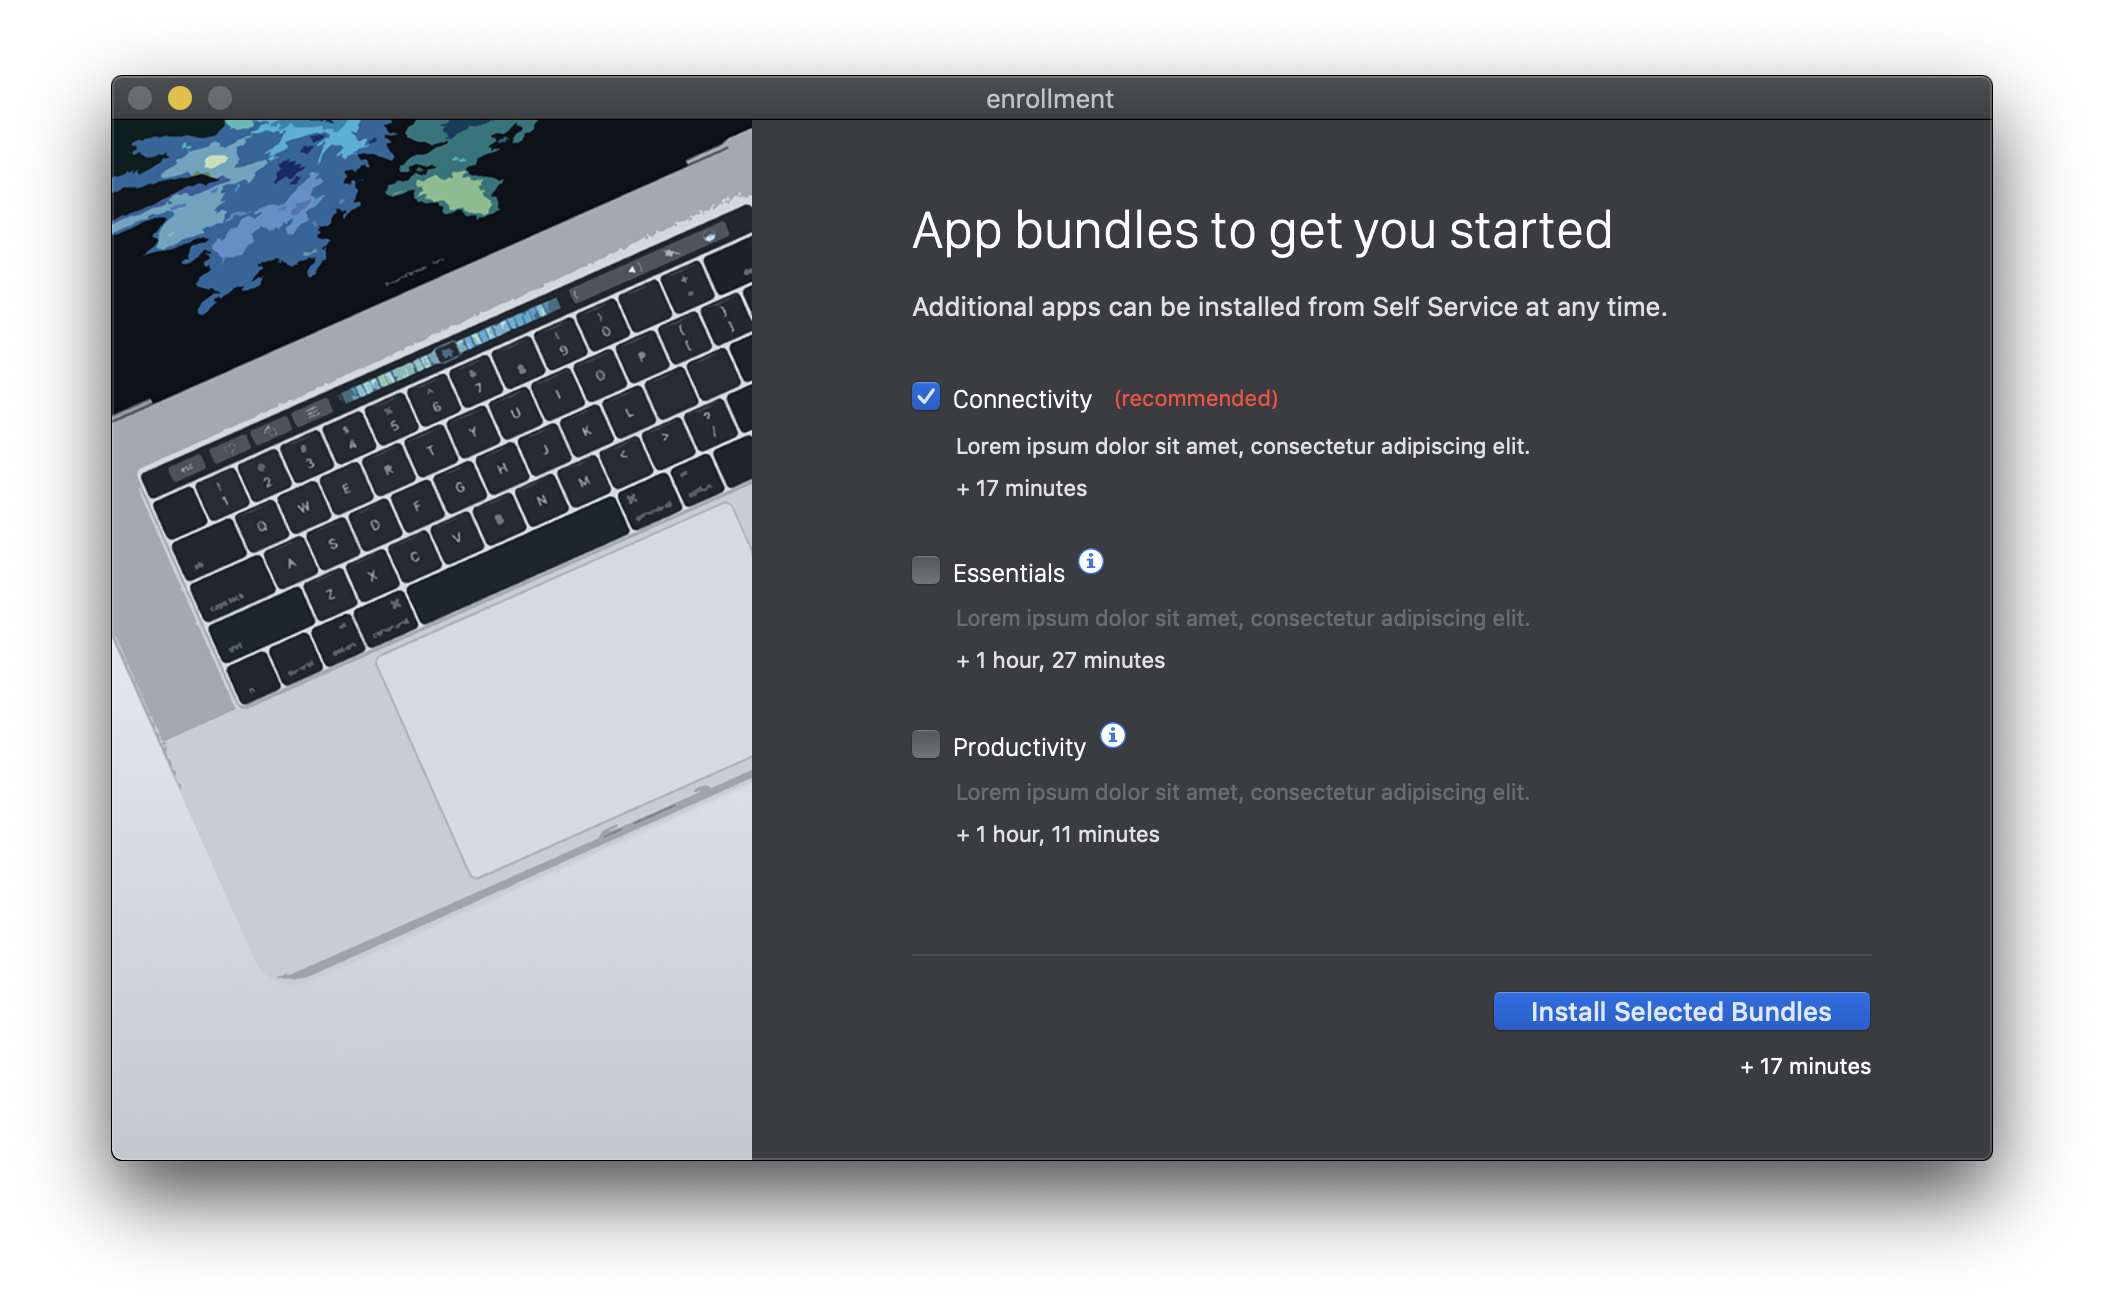 enrollment
App bundles to get you started
Additional apps can be installed from Self Service at any time.
Connectivity (recommended)
Lorem ipsum dolor sit amet, consectetur adipiscing elit.
+ 17 minutes
Essentials
Lorem ipsum dolor sit amet, consectetur adipiscing elit.
+ 1 hour, 27 minutes
Productivity
Lorem ipsum dolor sit amet, consectetur adipiscing elit.
+ 1 hour, 11 minutes
Install Selected Bundles
+ 17 minutes